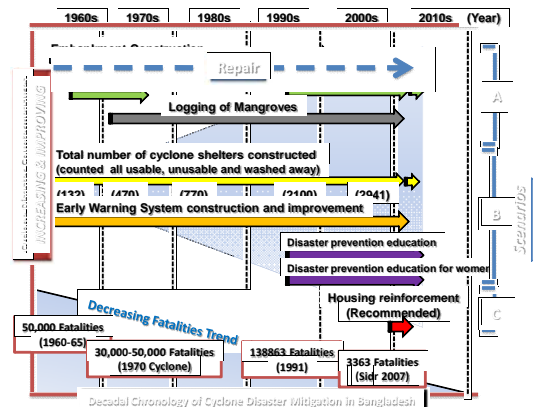 1960s 1970s 1980s 1990s 2000s 2010s (Year)
Embankment Construction
Repair
Logging of Mangroves
Total number of cyclone shelters constructed
(counted all usable, unusable and washed away)
(132) (470) (770) (2100) (2941)
Early Warning System construction and improvement
Disaster prevention education
Disaster prevention education for women
Housing reinforcement
(Recommended)
Decreasing Fatalities Trend
50,000 Fatalities
(1960-65)
30,000-50,000 Fatalities
(1970 Cyclone)
138863 Fatalities
(1991)
3363 Fatalities
(Sidr 2007)
INCREASING & IMPROVING
A
B
C
Scenarios
Decadal Chronology of Cyclone Disaster Mitigation in Bangladesh